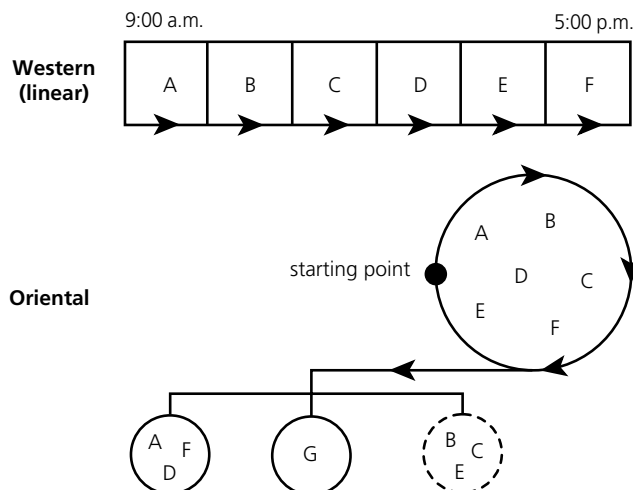 9:00 a.m. 5:00 p.m.
Western
(linear)
A B C D E F
A B
D C
E F
starting point
Oriental
A F
D
G
B C
E